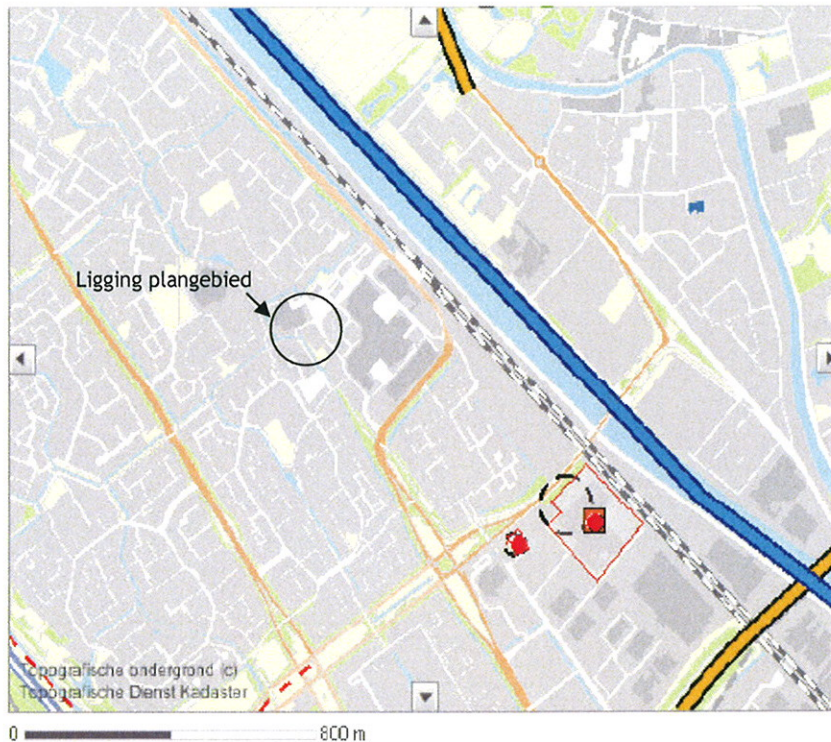 Ligging plangebied
Topografische ondergrond (c)
Topografische Dienst Kadaster
0 800 m